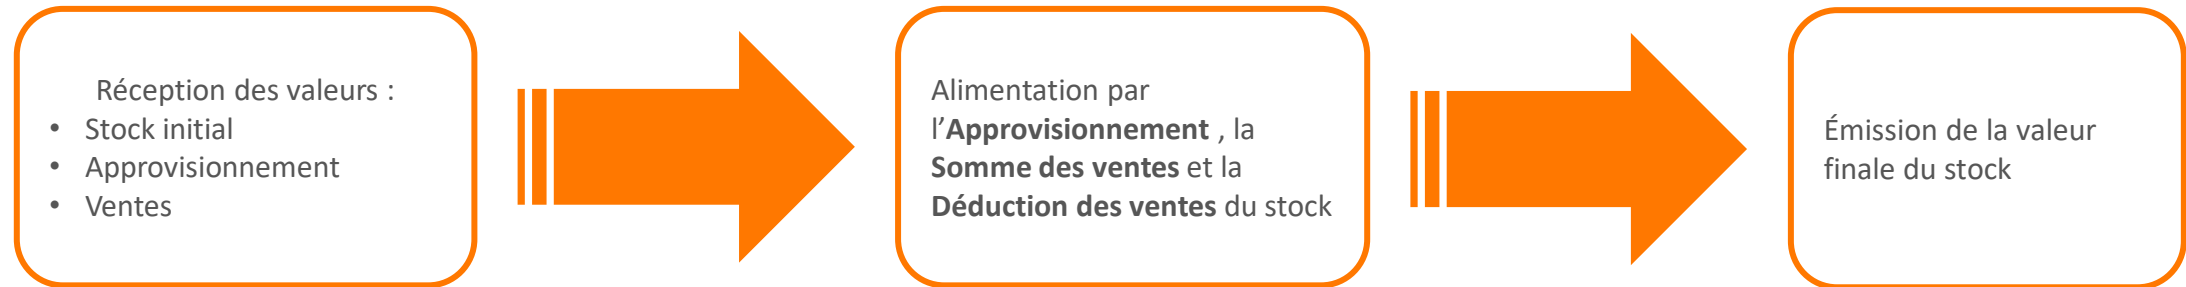 Réception des valeurs :
• Stock initial
• Approvisionnement
• Ventes
Alimentation par
l’Approvisionnement , la
Somme des ventes et la
Déduction des ventes du stock
Émission de la valeur
finale du stock